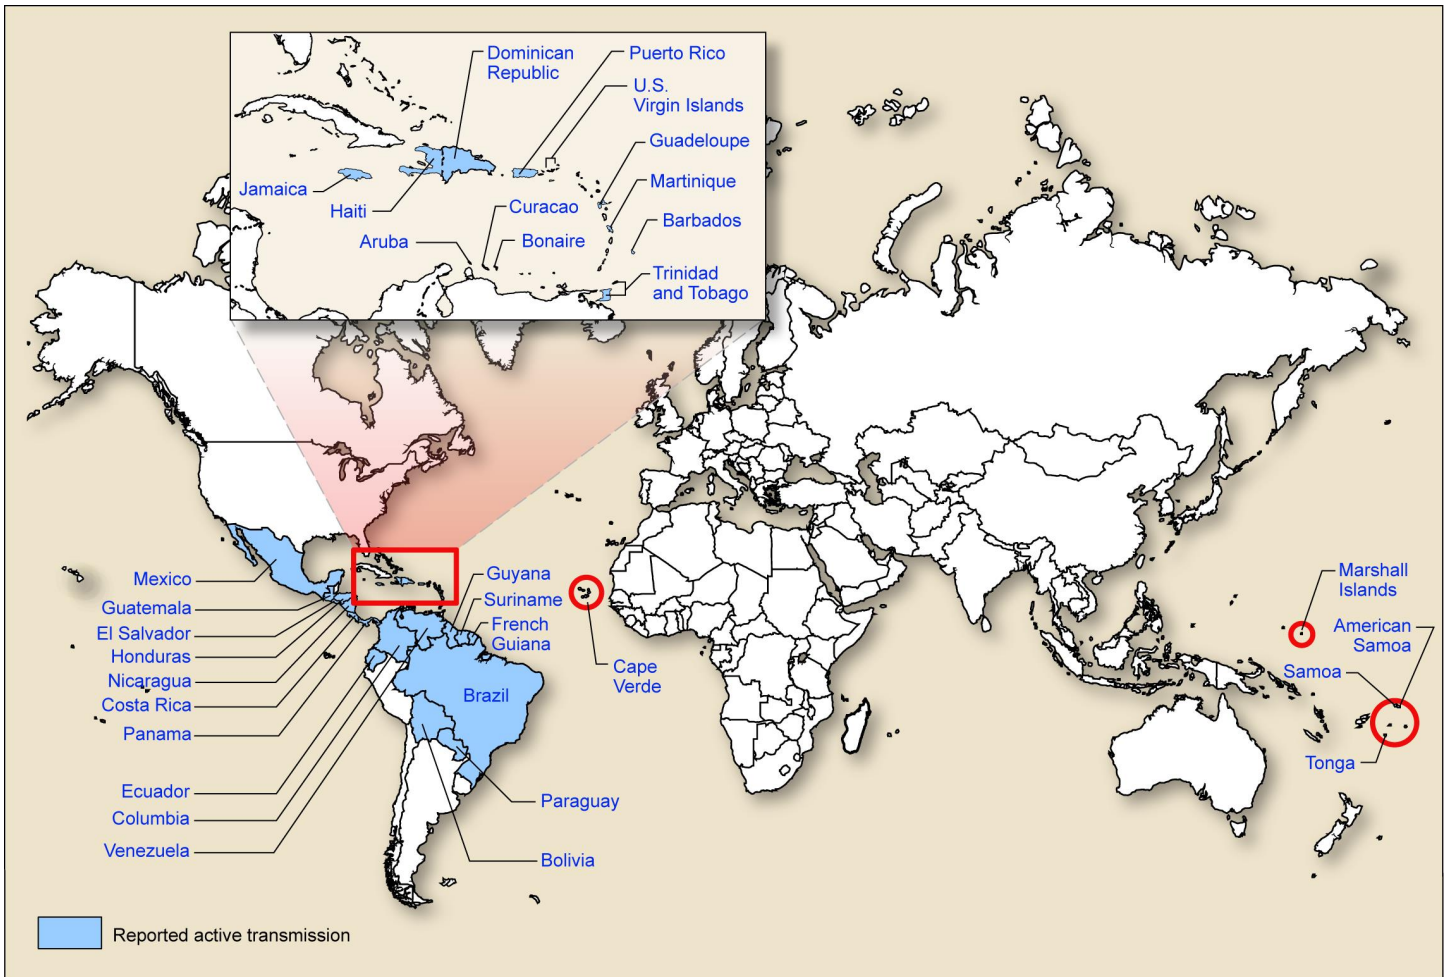 Dominican
Republic
Puerto Rico
U.S.
Virgin Islands
Guadeloupe
Martinique
Jamaica
Haiti
Curacao
Barbados
Aruba
Bonaire
Trinidad
and Tobago
Mexico
Guatemala
El Salvador
Honduras
Nicaragua
Costa Rica
Panama
Ecuador
Columbia
Venezuela
Guyana
Suriname
French
Guiana
Brazil
Paraguay
Bolivia
Cape
Verde
Marshall
Islands
American
Samoa
Samoa
Tonga
Reported active transmission